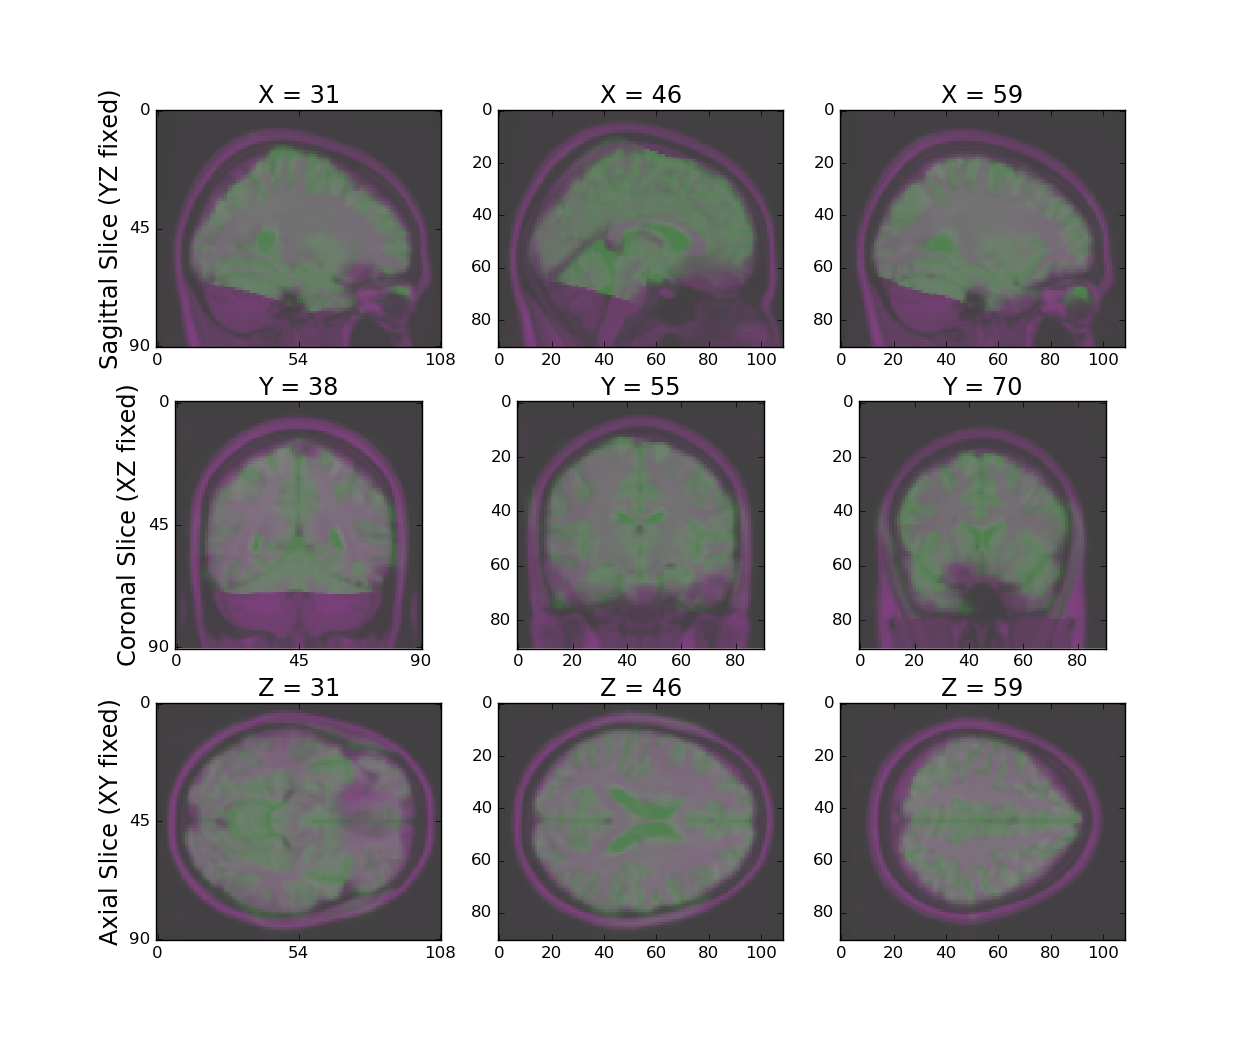 X = 31 X = 46 X = 59
Sagittal Slice (YZ fixed)
0 45 90
0 54 108
0 20 40 60 80
0 20 40 60 80 100
0 20 40 60 80
0 20 40 60 80 100
Y = 38 Y = 55 Y = 70
Coronal Slice (XZ fixed)
0 45 90
0 45 90
0 20 40 60 80
0 20 40 60 80
0 20 40 60 80
0 20 40 60 80
Z = 31 Z = 46 Z = 59
Axial Slice (XY fixed)
0 45 90
0 54 108
0 20 40 60 80
0 20 40 60 80 100
0 20 40 60 80
0 20 40 60 80 100